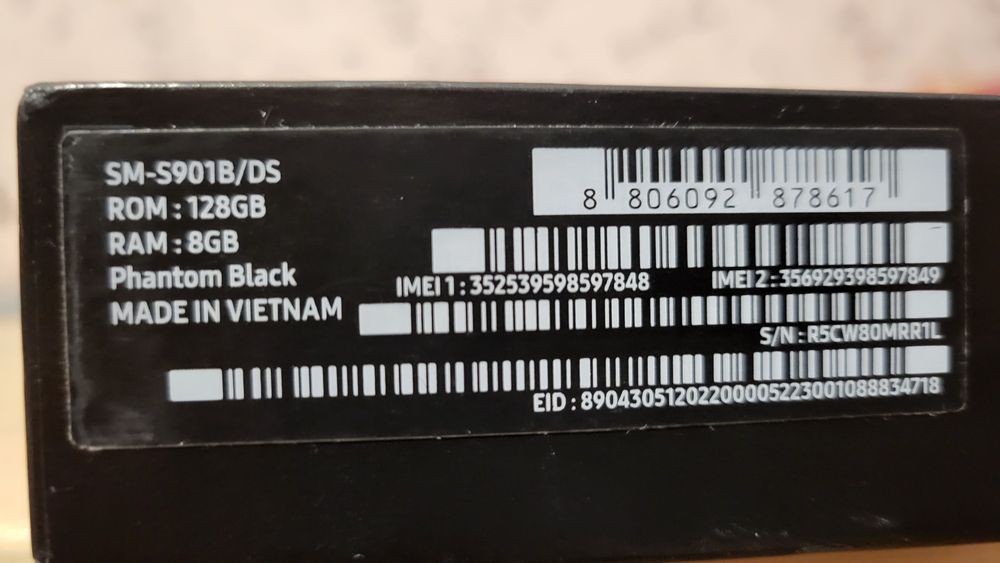 SM-S901B/DS
ROM : 128GB
RAM : 8GB
Phantom Black
MADE IN VIETNAM
8 806092 878617
IMEI 1 : 352539598597848 IMEI 2 : 356929398597849
S/N : R5CW80MRR1L
EID : 89043051202200005223001088834718